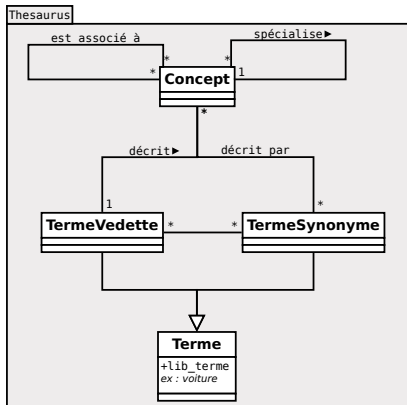 Thesaurus
est associé à
spécialise►
*
*
*
1
Concept
*
décrit►
décrit par
1
*
TermeVedette
*
*
TermeSynonyme
Terme
+lib_terme
ex : voiture